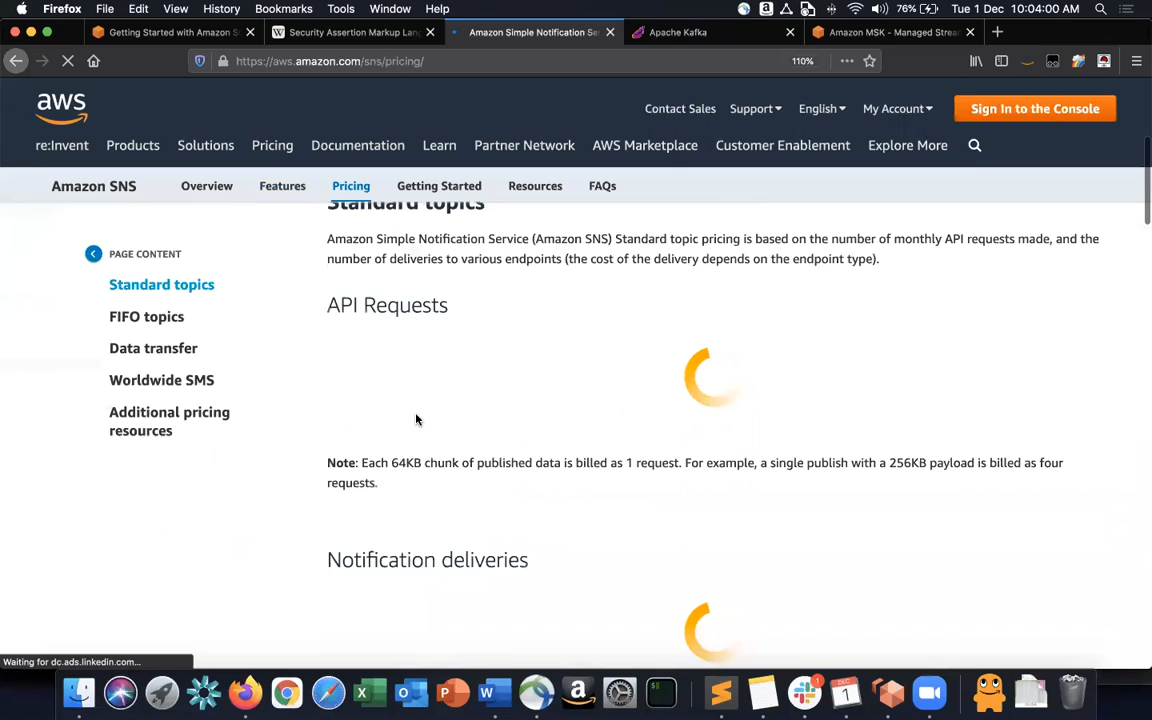 Firefox File Edit View History Bookmarks Tools Window Help 76% Tue 1 Dec 10:04:00 AM
Getting Started with Amazon S Security Assertion Markup Lang Amazon Simple Notification Se Apache Kafka Amazon MSK - Managed Strea
https://aws.amazon.com/sns/pricing/ 110%
aws
Contact Sales Support English My Account Sign In to the Console
re:Invent Products Solutions Pricing Documentation Learn Partner Network AWS Marketplace Customer Enablement Explore More
Amazon SNS Overview Features Pricing Getting Started Resources FAQs
Standard topics
Amazon Simple Notification Service (Amazon SNS) Standard topic pricing is based on the number of monthly API requests made, and the
number of deliveries to various endpoints (the cost of the delivery depends on the endpoint type).
PAGE CONTENT
Standard topics
FIFO topics
Data transfer
Worldwide SMS
Additional pricing
resources
API Requests
Note: Each 64KB chunk of published data is billed as 1 request. For example, a single publish with a 256KB payload is billed as four
requests.
Notification deliveries
Waiting for dc.ads.linkedin.com...